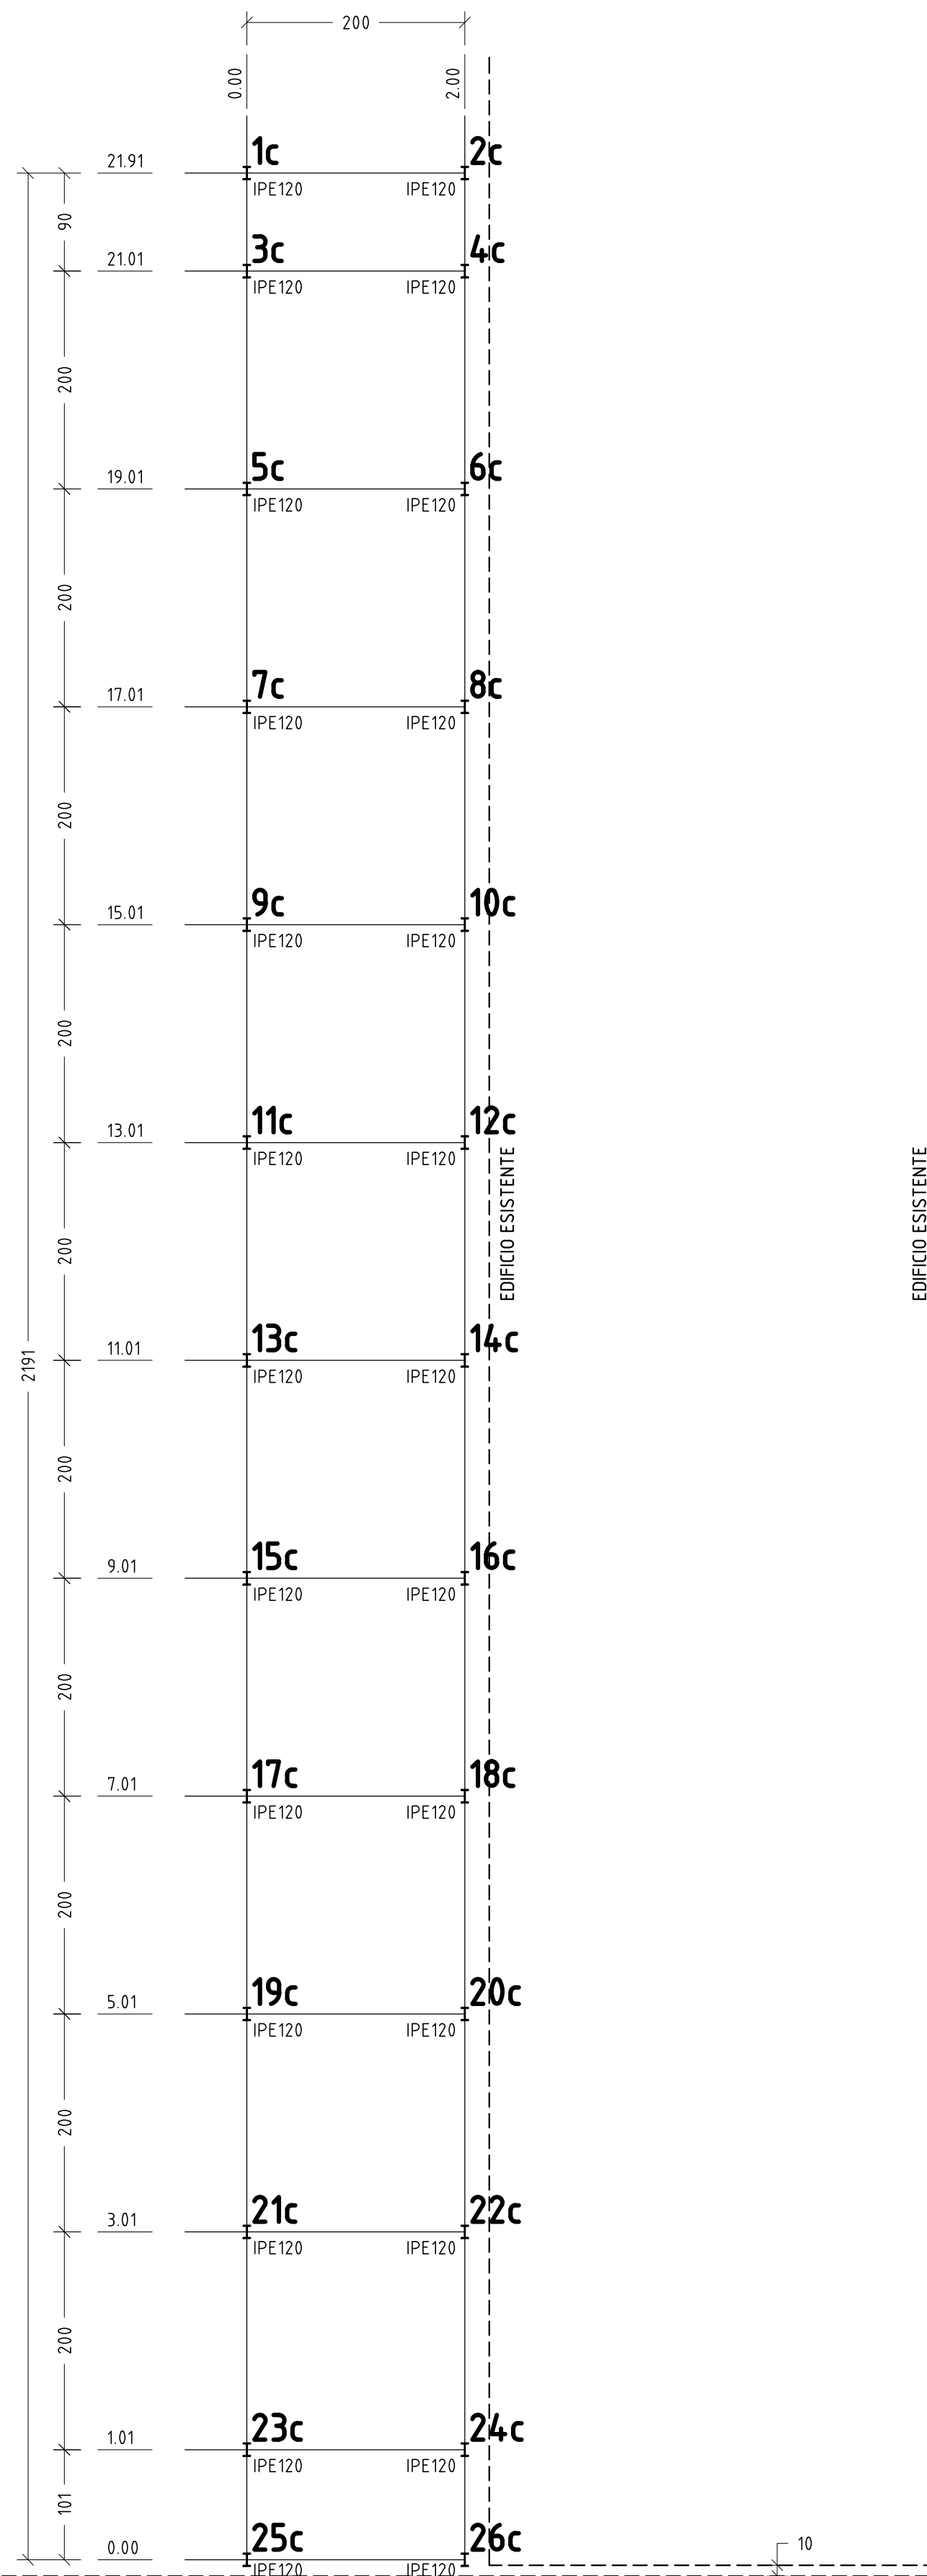 200
0.00 2.00
21.91 1c 2c
IPE120 IPE120
90
21.01 3c 4c
IPE120 IPE120
200
19.01 5c 6c
IPE120 IPE120
200
17.01 7c 8c
IPE120 IPE120
200
15.01 9c 10c
IPE120 IPE120
200
13.01 11c 12c
IPE120 IPE120
EDIFICIO ESISTENTE EDIFICIO ESISTENTE
200
2191
11.01 13c 14c
IPE120 IPE120
200
9.01 15c 16c
IPE120 IPE120
200
7.01 17c 18c
IPE120 IPE120
200
5.01 19c 20c
IPE120 IPE120
200
3.01 21c 22c
IPE120 IPE120
200
1.01 23c 24c
IPE120 IPE120
101
0.00 25c 26c 10
IPE120 IPE120